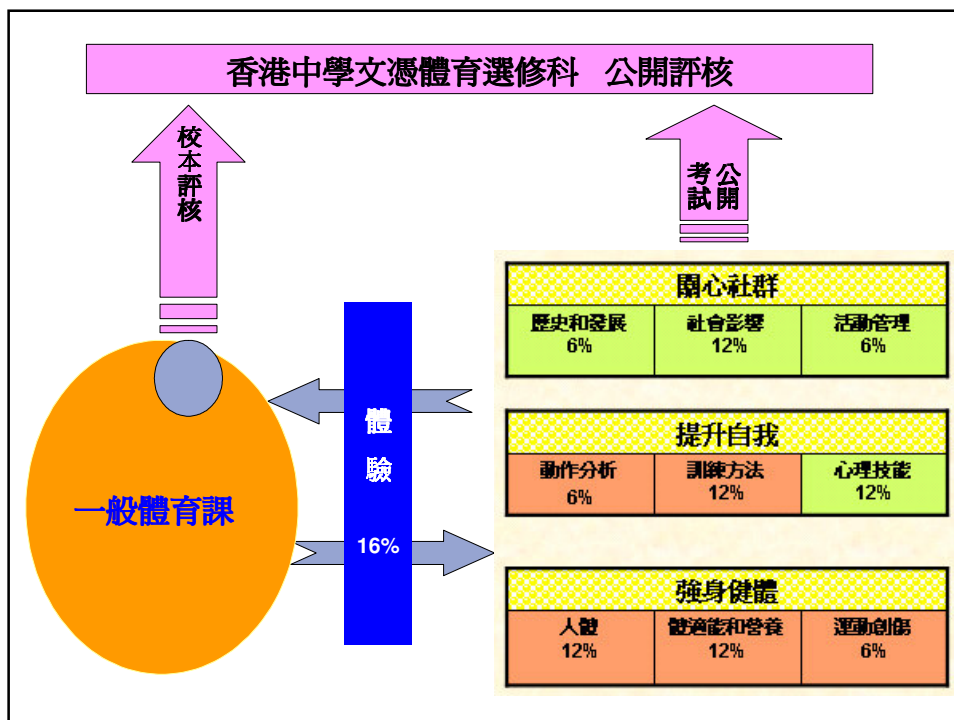 香港中學文憑體育選修科 公開評核
校本評核
公開
考試
關心社群
歷史和發展
6%
社會影響
12%
活動管理
6%
體
驗
16%
提升自我
動作分析
6%
訓練方法
12%
心理技能
12%
一般體育課
強身健體
人體
12%
體適能和營養
12%
運動創傷
6%